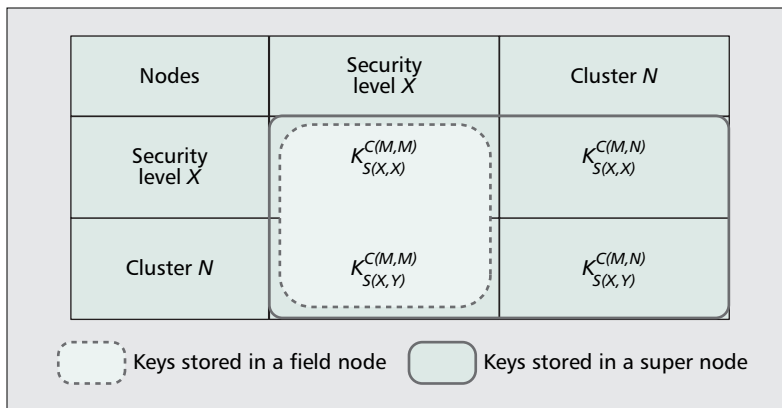 Nodes
Security
level X
Cluster N
Security
level X
K^{C(M,M)}_{S(X,X)}
K^{C(M,N)}_{S(X,X)}
Cluster N
K^{C(M,M)}_{S(X,Y)}
K^{C(M,N)}_{S(X,Y)}
Keys stored in a field node
Keys stored in a super node